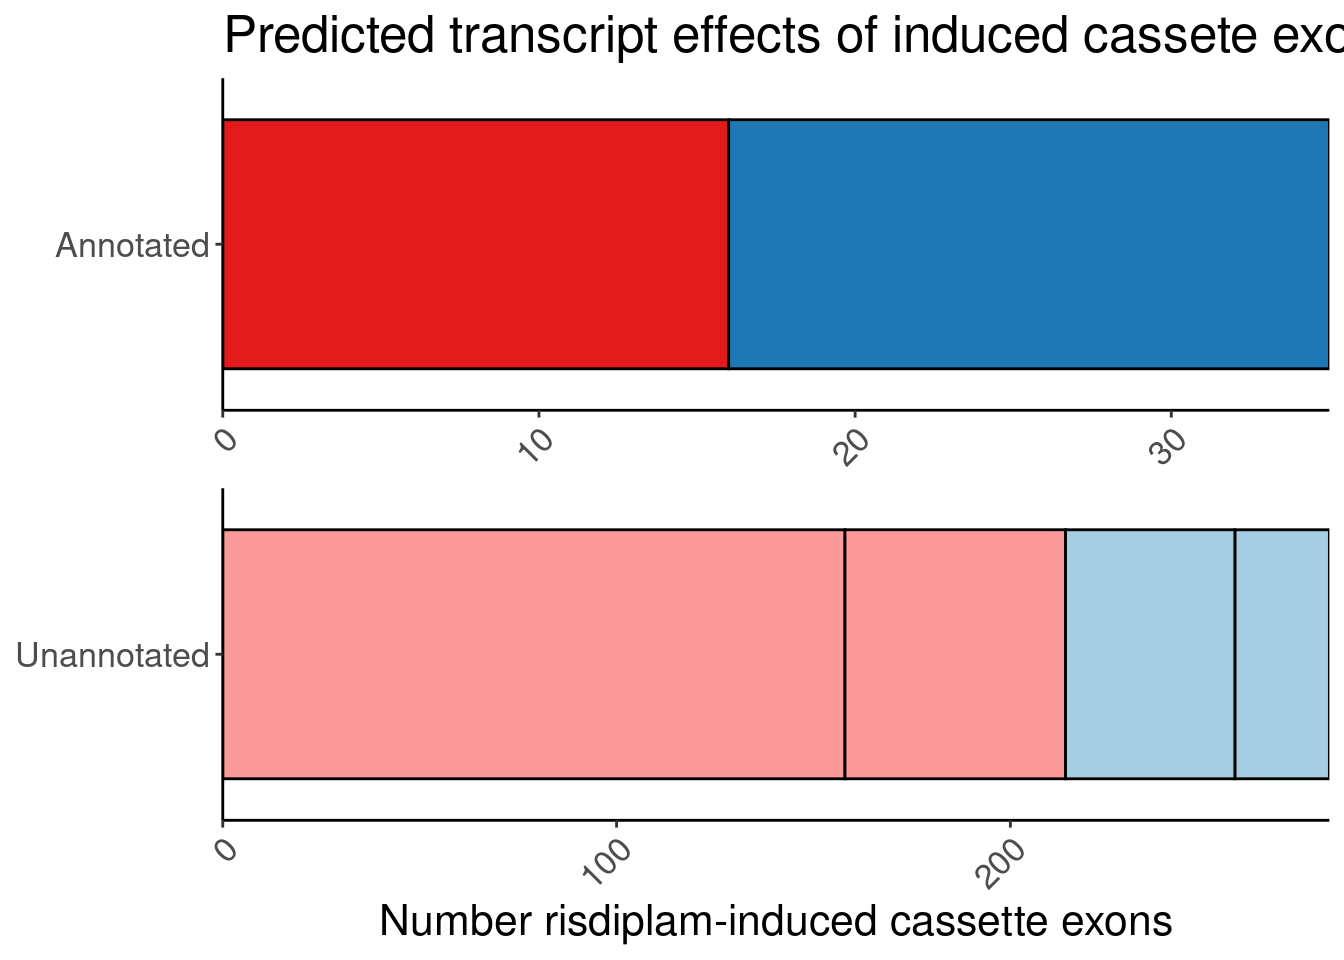 Predicted transcript effects of induced cassete exo
Annotated
0 10 20 30
Unannotated
0 100 200
Number risdiplam-induced cassette exons